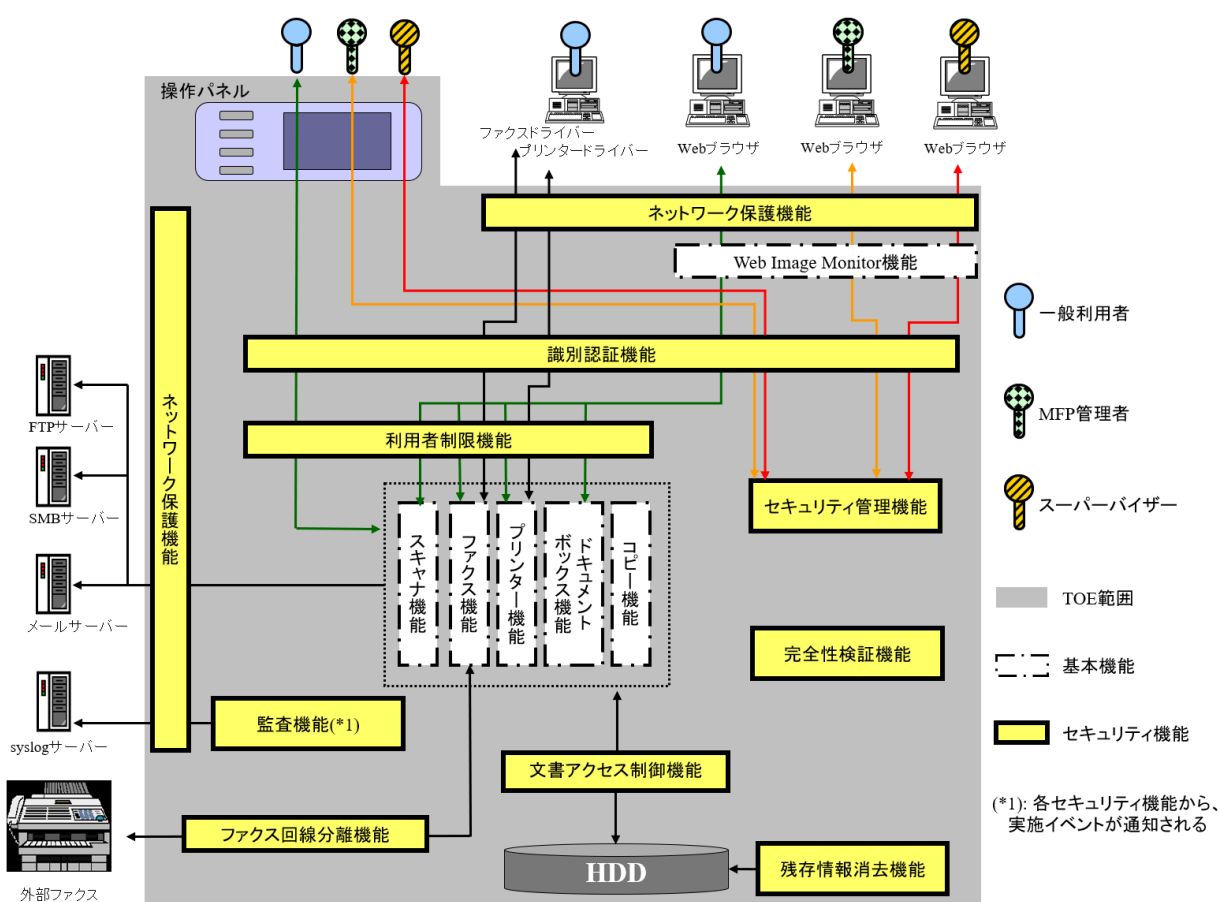 操作パネル
ファクスドライバー
プリンタードライバー
Webブラウザ
Webブラウザ
Webブラウザ
ネットワーク保護機能
Web Image Monitor機能
識別認証機能
利用者制限機能
ネットワーク保護機能
FTPサーバー
SMBサーバー
メールサーバー
syslogサーバー
外部ファクス
スキャナ機能
ファクス機能
プリンター機能
ドキュメント
ボックス機能
コピー機能
セキュリティ管理機能
完全性検証機能
監査機能(*1)
文書アクセス制御機能
ファクス回線分離機能
HDD
残存情報消去機能
一般利用者
MFP管理者
スーパーバイザー
TOE範囲
基本機能
セキュリティ機能
(*1): 各セキュリティ機能から、
実施イベントが通知される